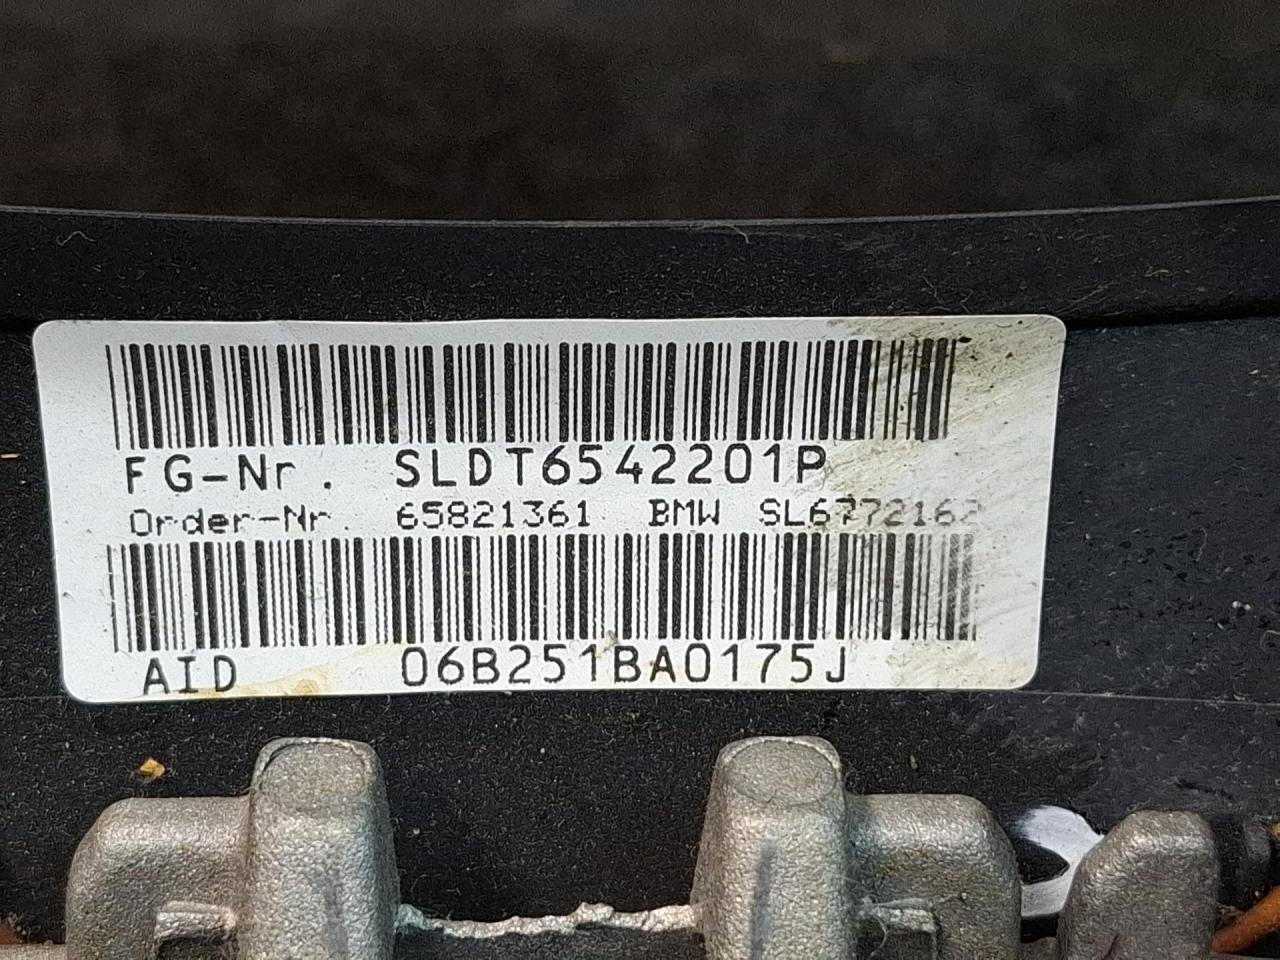 FG-Nr. SLDT6542201P
Order-Nr. 65821361 BMW SL6772162
AID 06B251BA0175J